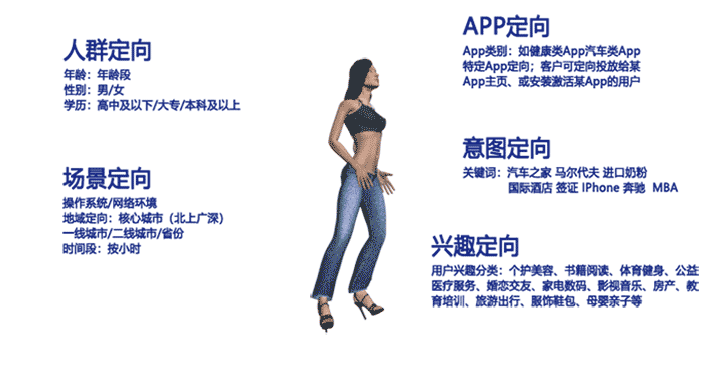 人群定向
年龄：年龄段
性别：男/女
学历：高中及以下/大专/本科及以上
场景定向
操作系统/网络环境
地域定向：核心城市（北上广深）
一线城市/二线城市/省份
时间段：按小时
APP定向
App类别：如健康类App汽车类App
特定App定向；客户可定向投放给某
App主页、或安装激活某App的用户
意图定向
关键词：汽车之家 马尔代夫 进口奶粉
国际酒店 签证 IPhone 奔驰 MBA
兴趣定向
用户兴趣分类：个护美容、书籍阅读、体育健身、公益
医疗服务、婚恋交友、家电数码、影视音乐、房产、教
育培训、旅游出行、服饰鞋包、母婴亲子等